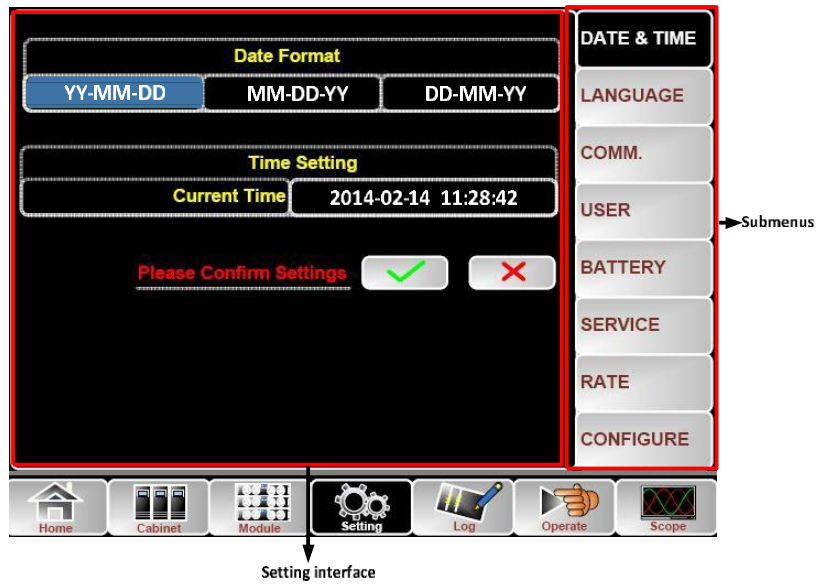 Date Format
YY-MM-DD MM-DD-YY DD-MM-YY
Time Setting
Current Time 2014-02-14 11:28:42
Please Confirm Settings
DATE & TIME
LANGUAGE
COMM.
USER
BATTERY
SERVICE
RATE
CONFIGURE
Submenus
Home Cabinet Module Setting Log Operate Scope
Setting interface